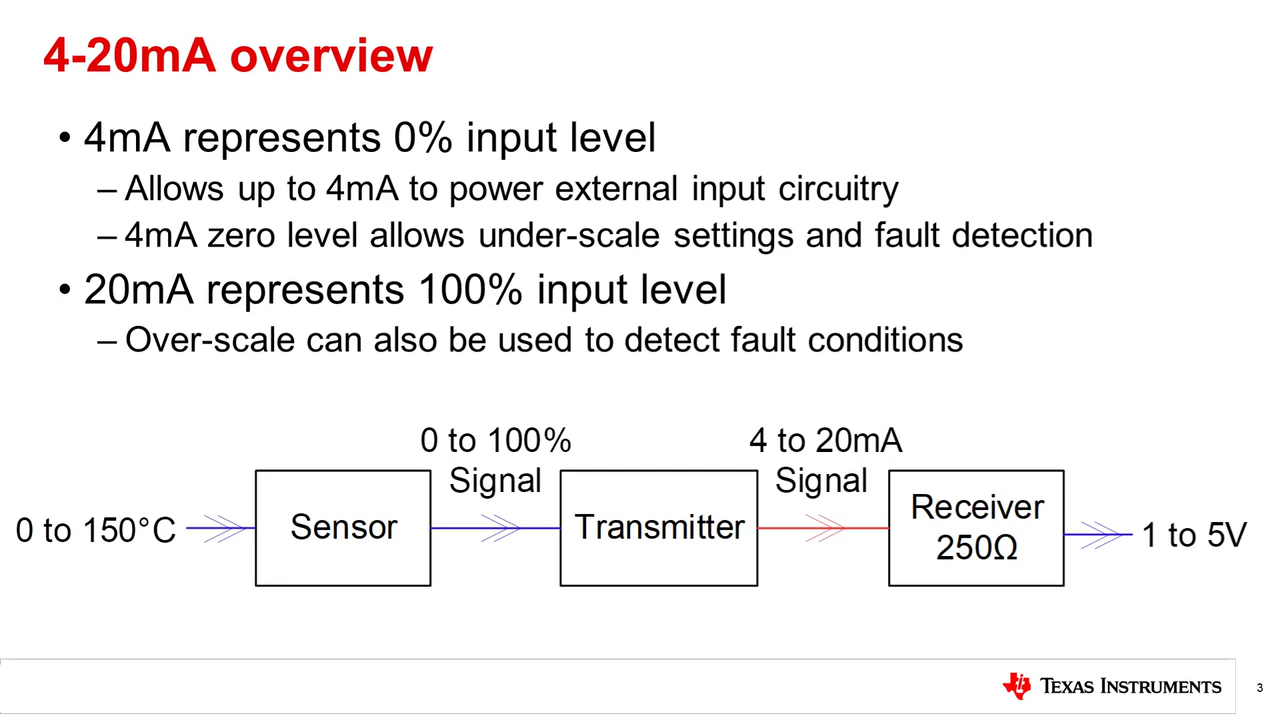 4-20mA overview
• 4mA represents 0% input level
– Allows up to 4mA to power external input circuitry
– 4mA zero level allows under-scale settings and fault detection
• 20mA represents 100% input level
– Over-scale can also be used to detect fault conditions
0 to 150°C
Sensor
0 to 100%
Signal
Transmitter
4 to 20mA
Signal
Receiver
250Ω
1 to 5V
TEXAS INSTRUMENTS
3